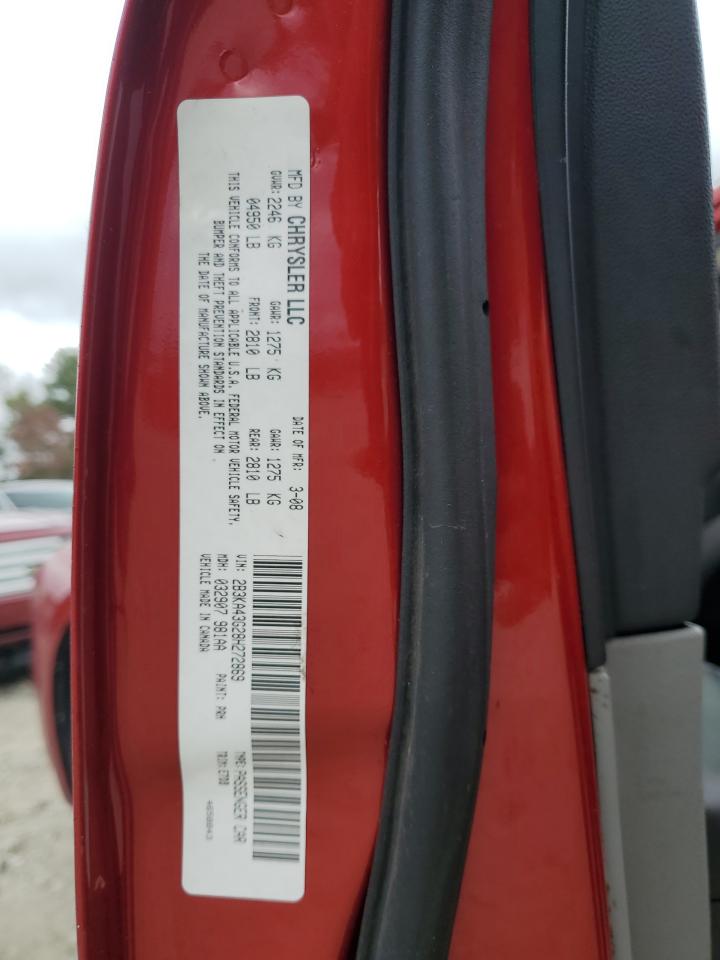 MFD BY CHRYSLER LLC
DATE OF MFR: 3-08
GVWR: 2246 KG
GAWR: 1275 KG
GAWR: 1275 KG
04950 LB
FRONT: 2810 LB
REAR: 2810 LB
THIS VEHICLE CONFORMS TO ALL APPLICABLE U.S.A. FEDERAL MOTOR VEHICLE SAFETY,
BUMPER AND THEFT PREVENTION STANDARDS IN EFFECT ON
THE DATE OF MANUFACTURE SHOWN ABOVE.
VIN: 2B3KA43G28H272869
TYPE: PASSENGER CAR
MDH: 032907 981AA
PAINT: PRH
TRIM: E7D0
VEHICLE MADE IN CANADA